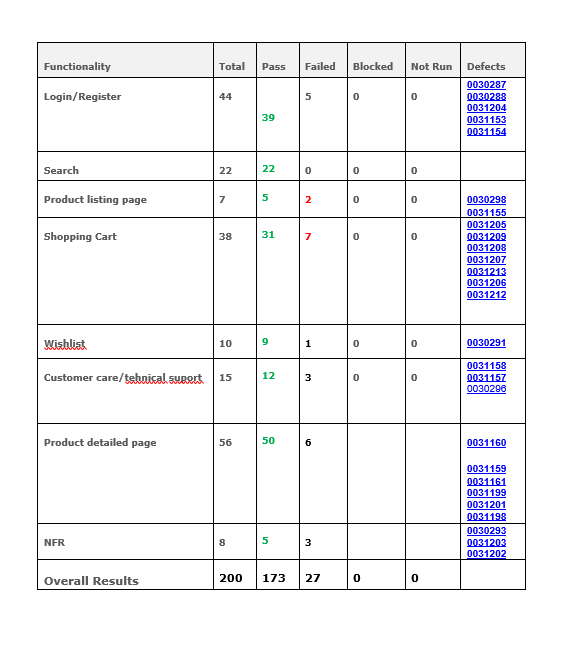 Functionality Total Pass Failed Blocked Not Run Defects
Login/Register 44 39 5 0 0 0030287
0030288
0031204
0031153
0031154
Search 22 22 0 0 0
Product listing page 7 5 2 0 0 0030298
0031155
Shopping Cart 38 31 7 0 0 0031205
0031209
0031208
0031207
0031213
0031206
0031212
Wishlist 10 9 1 0 0 0030291
Customer care/tehnical suport 15 12 3 0 0 0031158
0031157
0030296
Product detailed page 56 50 6 0031160
0031159
0031161
0031199
0031201
0031198
NFR 8 5 3 0030293
0031203
0031202
Overall Results 200 173 27 0 0